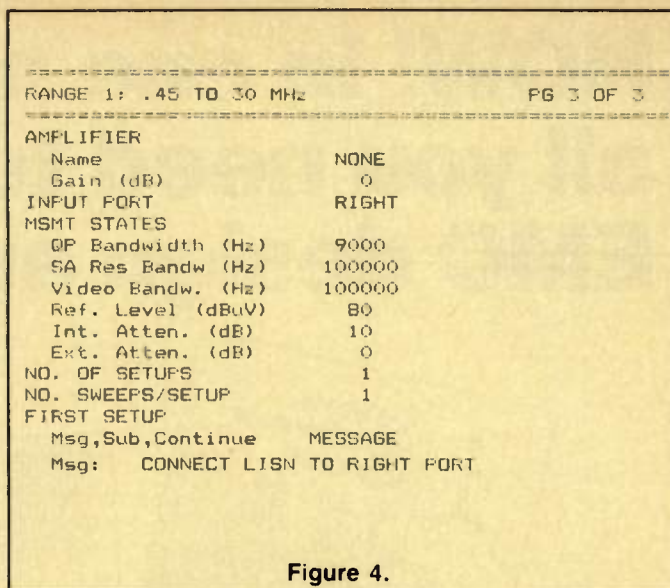 ==========================================================
RANGE 1: .45 TO 30 MHz PG 3 OF 3
==========================================================
AMPLIFIER
Name NONE
Gain (dB) 0
INPUT PORT RIGHT
MSMT STATES
QP Bandwidth (Hz) 9000
SA Res Bandw (Hz) 100000
Video Bandw. (Hz) 100000
Ref. Level (dBuV) 80
Int. Atten. (dB) 10
Ext. Atten. (dB) 0
NO. OF SETUPS 1
NO. SWEEPS/SETUP 1
FIRST SETUP
Msg,Sub,Continue MESSAGE
Msg: CONNECT LISN TO RIGHT PORT
Figure 4.